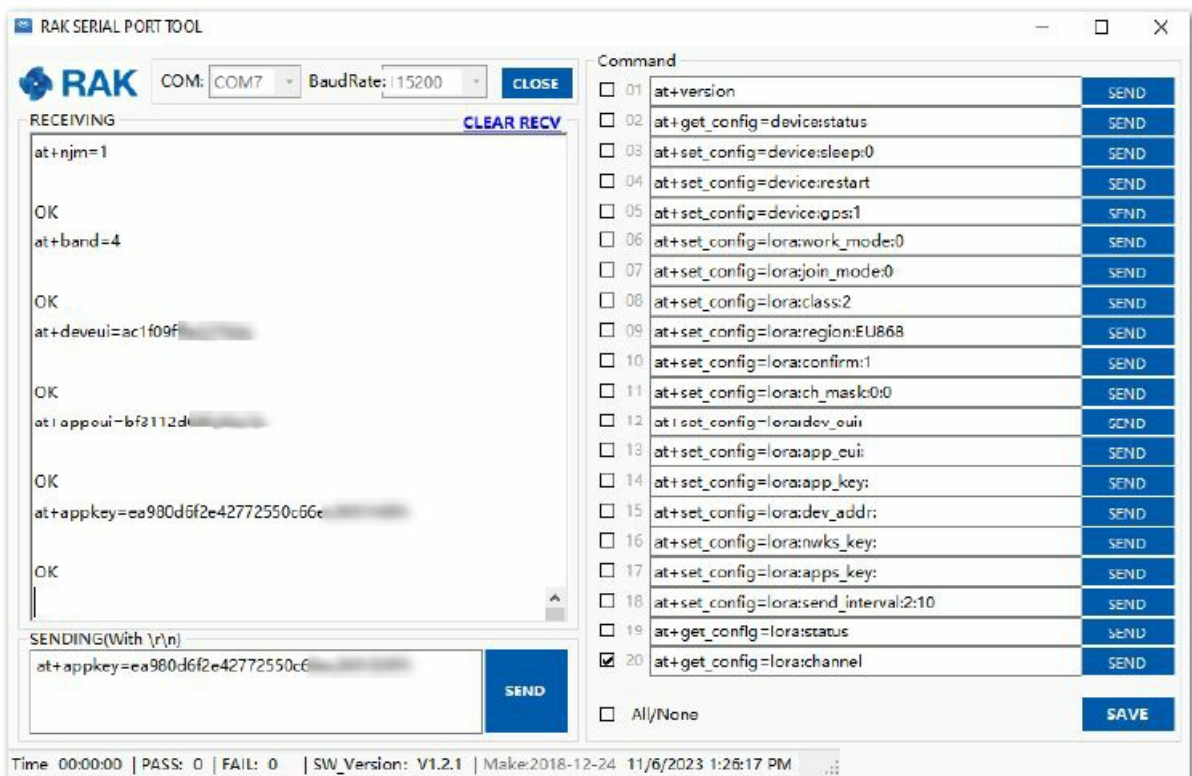 RAK SERIAL PORT TOOL
RAK
COM: COM7 BaudRate: 115200 CLOSE
RECEIVING CLEAR RECV
at+njm=1
OK
at+band=4
OK
at+deveui=ac1f09f
OK
at+appeui=bf3112d
OK
at+appkey=ea980d6f2e42772550c66e
OK
SENDING(With \r\n)
at+appkey=ea980d6f2e42772550c6
SEND
Command
01 at+version SEND
02 at+get_config=device:status SEND
03 at+set_config=device:sleep:0 SEND
04 at+set_config=device:restart SEND
05 at+set_config=device:gps:1 SEND
06 at+set_config=lora:work_mode:0 SEND
07 at+set_config=lora:join_mode:0 SEND
08 at+set_config=lora:class:2 SEND
09 at+set_config=lora:region:EU868 SEND
10 at+set_config=lora:confirm:1 SEND
11 at+set_config=lora:ch_mask:0:0 SEND
12 at+set_config=lora:dev_eui: SEND
13 at+set_config=lora:app_eui: SEND
14 at+set_config=lora:app_key: SEND
15 at+set_config=lora:dev_addr: SEND
16 at+set_config=lora:nwks_key: SEND
17 at+set_config=lora:apps_key: SEND
18 at+set_config=lora:send_interval:2:10 SEND
19 at+get_config=lora:status SEND
20 at+get_config=lora:channel SEND
All/None SAVE
Time 00:00:00 | PASS: 0 | FAIL: 0 | SW_Version: V1.2.1 | Make:2018-12-24 11/6/2023 1:26:17 PM